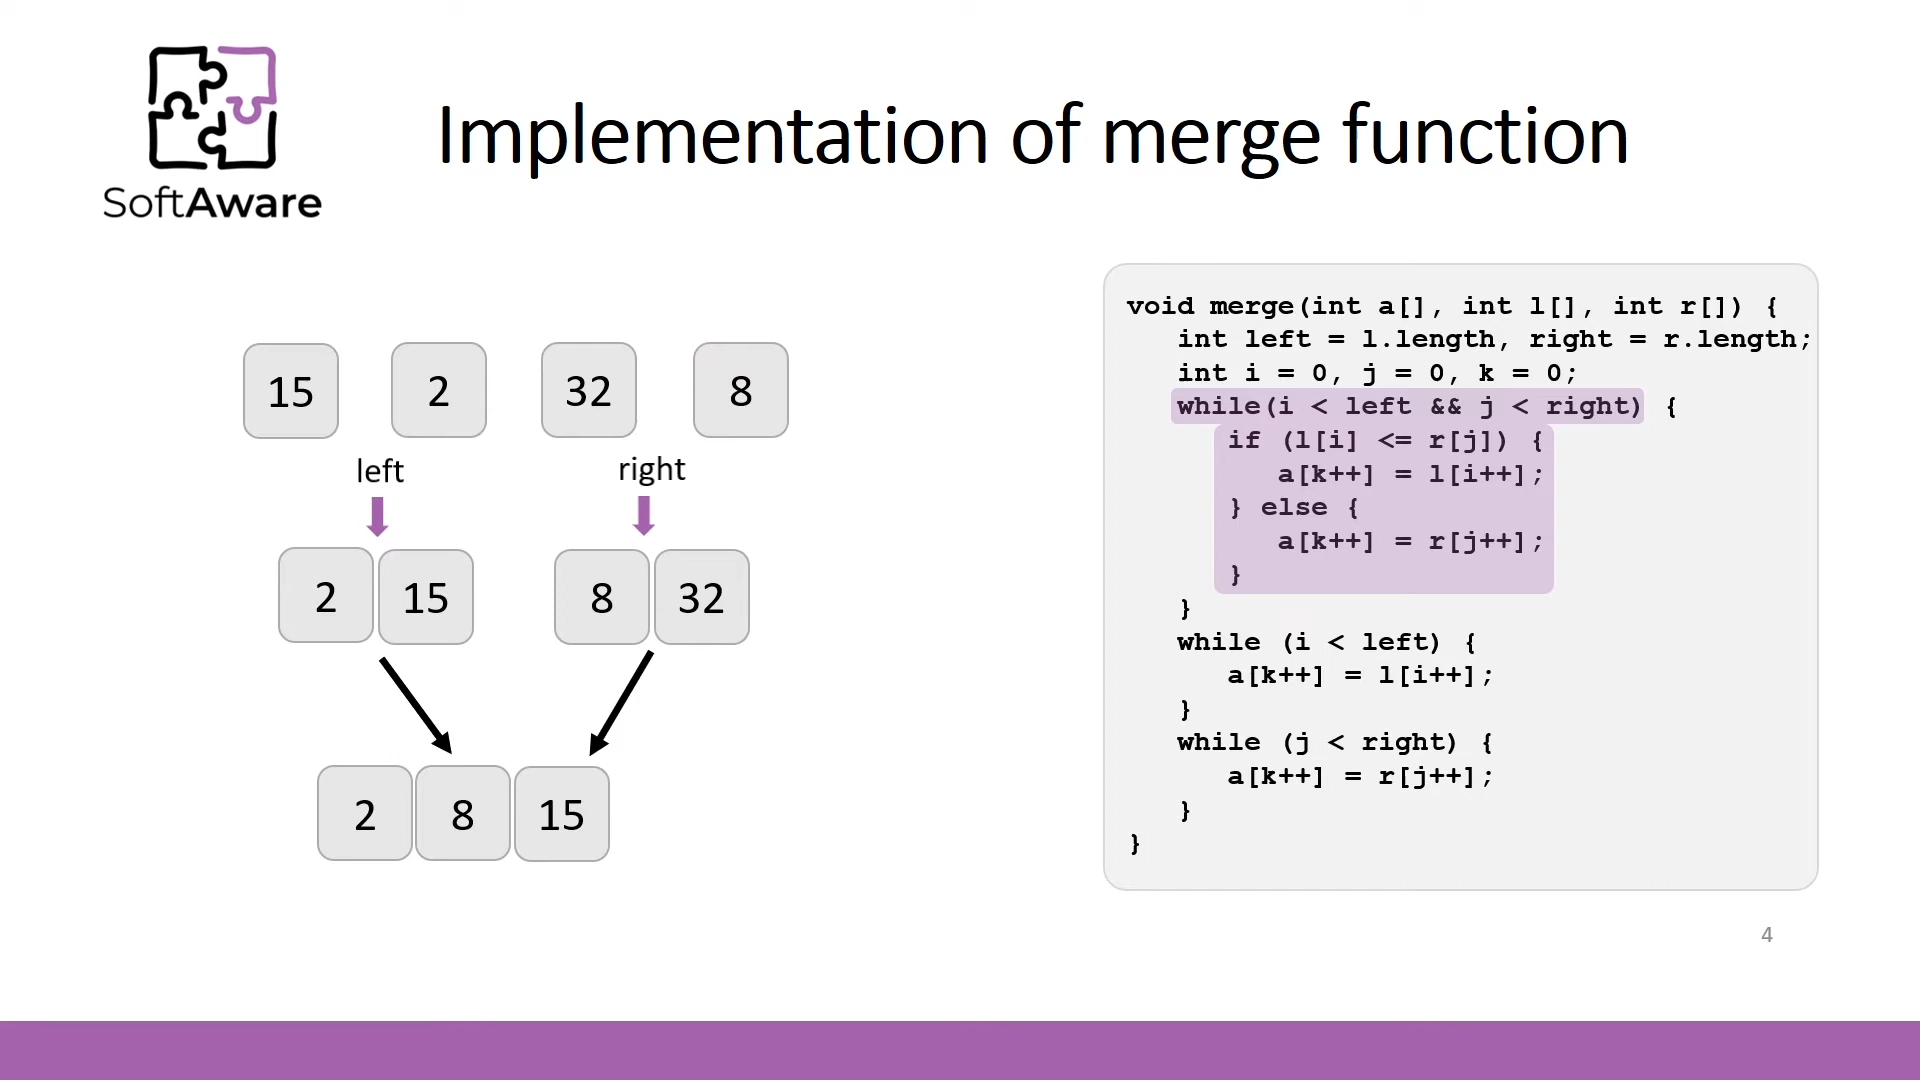 SoftAware
Implementation of merge function
15 2 32 8
left right
2 15 8 32
2 8 15
void merge(int a[], int l[], int r[]) {
int left = l.length, right = r.length;
int i = 0, j = 0, k = 0;
while(i < left && j < right) {
if (l[i] <= r[j]) {
a[k++] = l[i++];
} else {
a[k++] = r[j++];
}
}
while (i < left) {
a[k++] = l[i++];
}
while (j < right) {
a[k++] = r[j++];
}
}
4